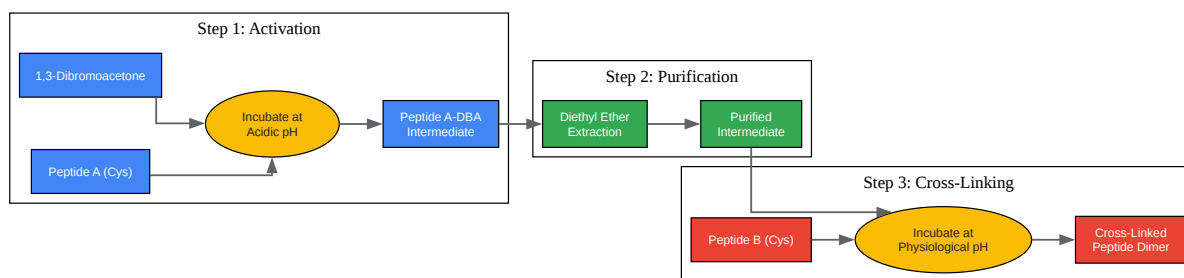 Step 1: Activation
1,3-Dibromoacetone
Incubate at
Acidic pH
Peptide A-DBA
Intermediate
Peptide A (Cys)
Step 2: Purification
Diethyl Ether
Extraction
Purified
Intermediate
Step 3: Cross-Linking
Peptide B (Cys)
Incubate at
Physiological pH
Cross-Linked
Peptide Dimer